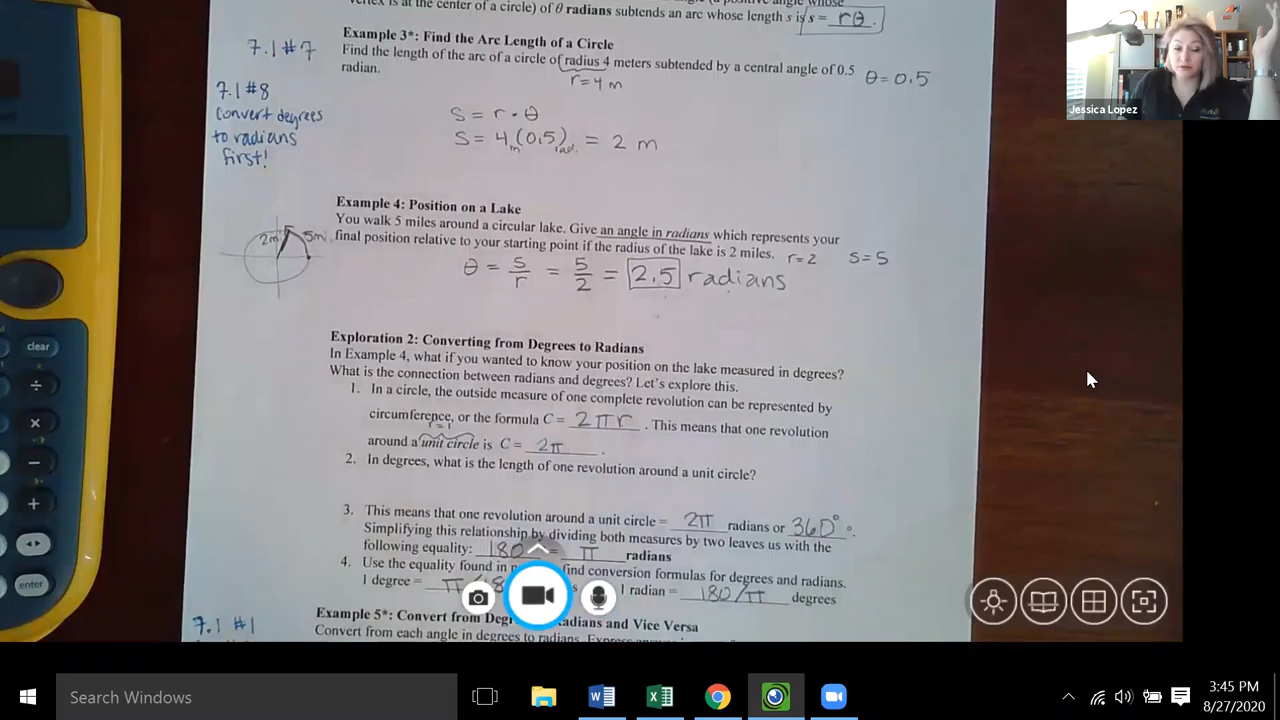 vertex is at the center of a circle) of θ radians subtends an arc whose length s is s = rθ.
7.1 #7
Example 3*: Find the Arc Length of a Circle
Find the length of the arc of a circle of radius 4 meters subtended by a central angle of 0.5
radian.
r=4 m
θ = 0.5
7.1 #8
Convert degrees
to radians
first!
S = r · θ
S = 4 m (0.5) rad. = 2 m
Example 4: Position on a Lake
You walk 5 miles around a circular lake. Give an angle in radians which represents your
final position relative to your starting point if the radius of the lake is 2 miles.
r = 2
S = 5
2m
5m
θ = S/r = 5/2 = 2.5 radians
Exploration 2: Converting from Degrees to Radians
In Example 4, what if you wanted to know your position on the lake measured in degrees?
What is the connection between radians and degrees? Let's explore this.
1. In a circle, the outside measure of one complete revolution can be represented by
circumference, or the formula C = 2πr. This means that one revolution
r=1
around a unit circle is C = 2π.
2. In degrees, what is the length of one revolution around a unit circle?
3. This means that one revolution around a unit circle = 2π radians or 360°.
Simplifying this relationship by dividing both measures by two leaves us with the
following equality: 180 = π radians
4. Use the equality found in find conversion formulas for degrees and radians.
1 degree = π 1 radian = 180/π degrees
7.1 #1
Example 5*: Convert from Degrees to Radians and Vice Versa
Convert from each angle in degrees to radians.
Jessica Lopez
clear
÷
×
−
+
enter
Search Windows
3:45 PM
8/27/2020